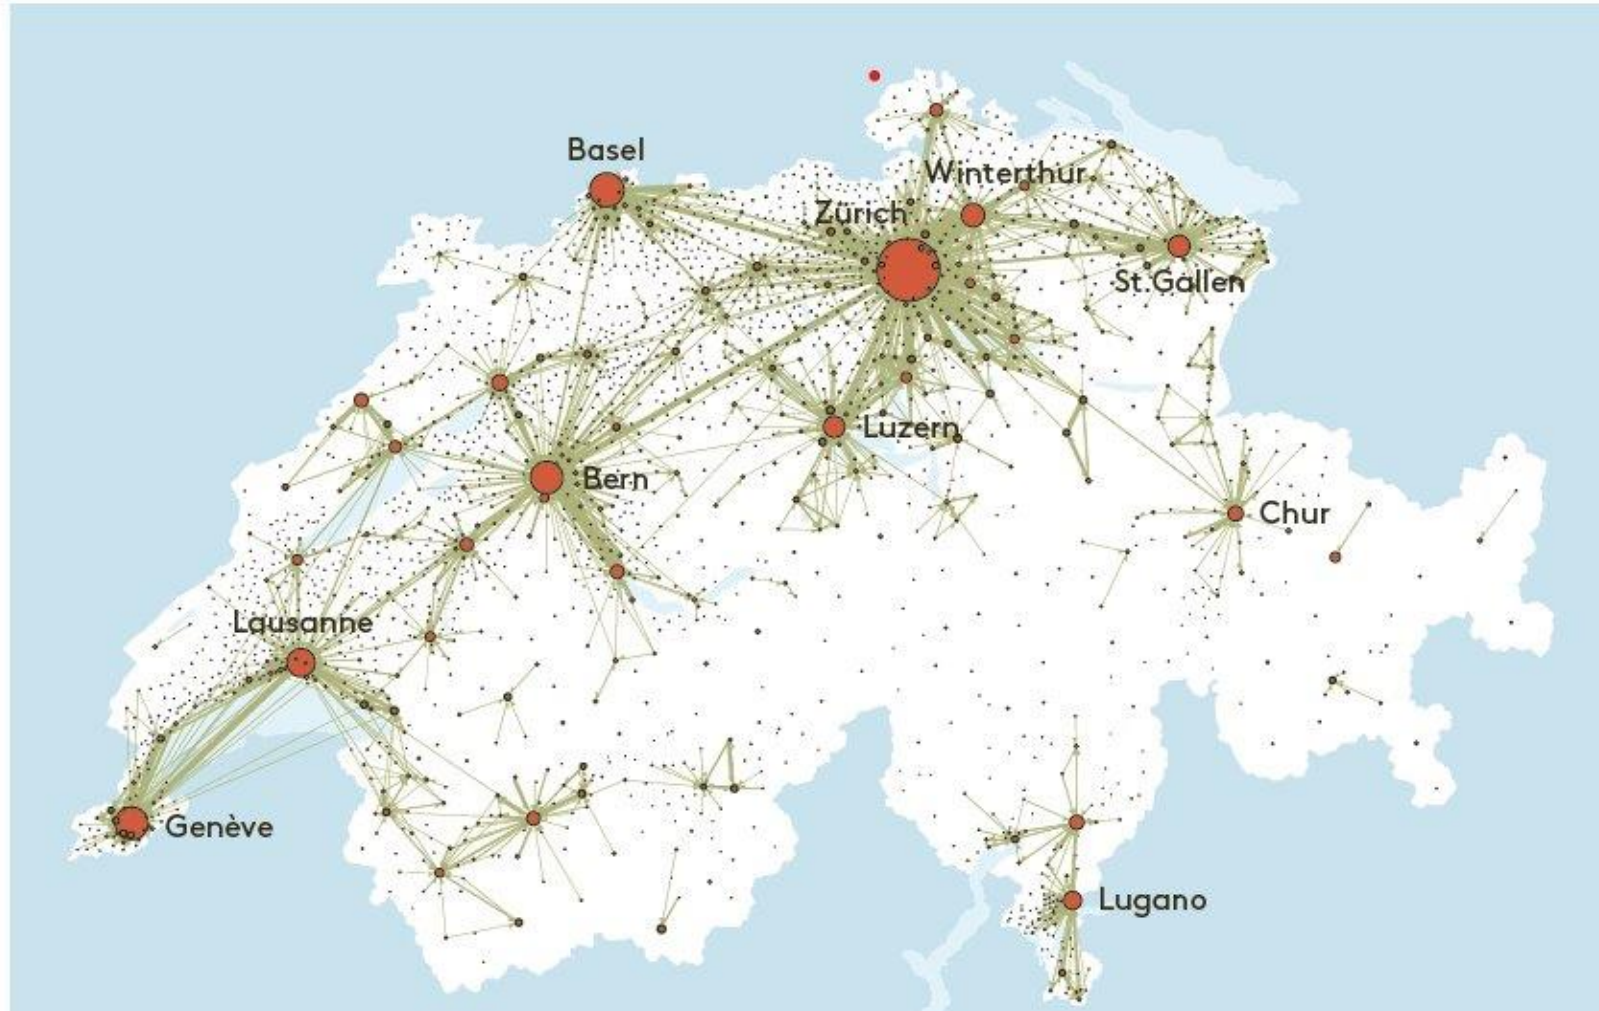 Basel
Winterthur
Zürich
St.Gallen
Luzern
Bern
Chur
Lausanne
Genève
Lugano